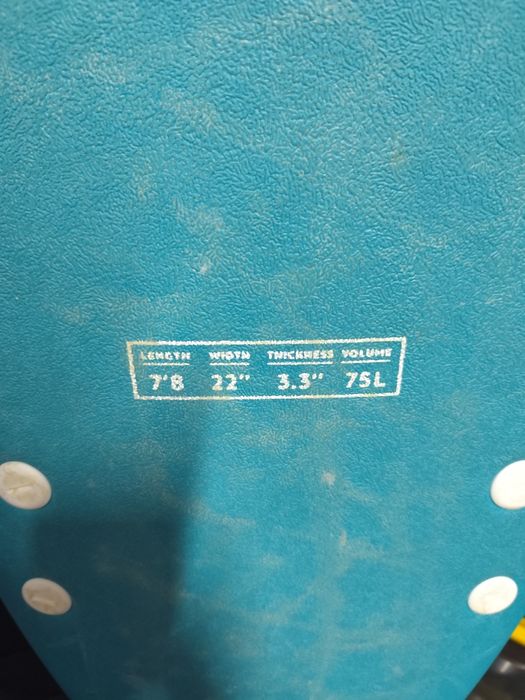 LENGTH WIDTH THICKNESS VOLUME
7'8 22" 3.3" 75L